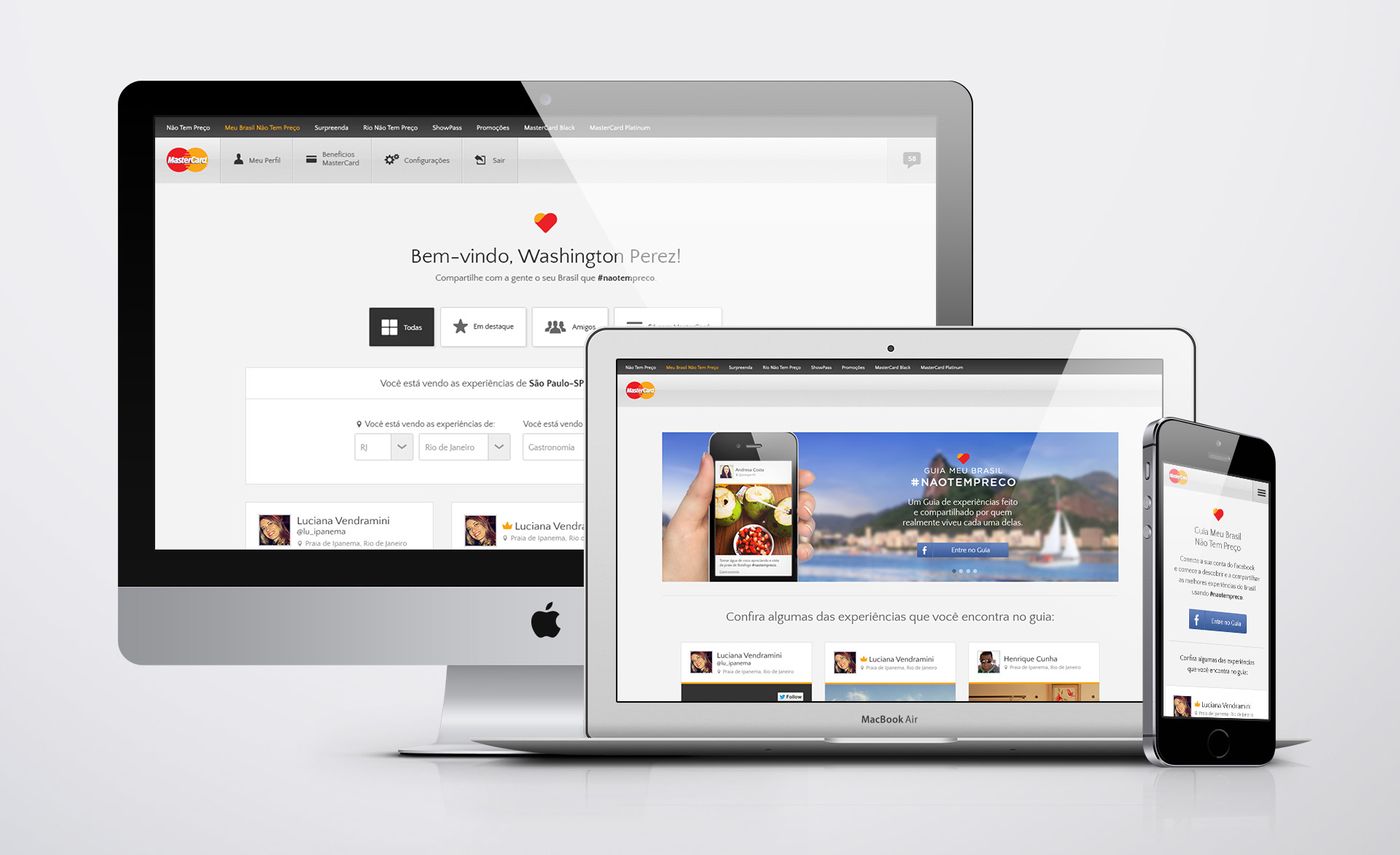 Não Tem Preço Meu Brasil Não Tem Preço Surpreenda Rio Não Tem Preço ShowPass Promoções MasterCard Black MasterCard Platinum
MasterCard
Meu Perfil
Benefícios
MasterCard
Configurações
Sair
58
Bem-vindo, Washington Perez!
Compartilhe com a gente o seu Brasil que #naotempreco
Todas
Em destaque
Amigos
Você está vendo as experiências de São Paulo-SP
Você está vendo as experiências de:
Você está vendo
RJ
Rio de Janeiro
Gastronomia
Luciana Vendramini
@lu_ipanema
Praia de Ipanema, Rio de Janeiro
Luciana Vendra
Praia de Ipanema, Rio de
Não Tem Preço Meu Brasil Não Tem Preço Surpreenda Rio Não Tem Preço ShowPass Promoções MasterCard Black MasterCard Platinum
MasterCard
Andresa Costa
Gastronomia
GUIA MEU BRASIL
#NAOTEMPRECO
Um Guia de experiências feito
e compartilhado por quem
realmente viveu cada uma delas.
f Entre no Guia
Confira algumas das experiências que você encontra no guia:
Luciana Vendramini
@lu_ipanema
Praia de Ipanema, Rio de Janeiro
Follow
Luciana Vendramini
Praia de Ipanema, Rio de Janeiro
Henrique Cunha
Praia de Ipanema, Rio de Janeiro
MacBook Air
MasterCard
Guia Meu Brasil
Não Tem Preço
Conecte a sua conta do facebook
e comece a descobrir e a compartilhar
as melhores experiências do Brasil
usando #naotempreco
f Entre no Guia
Confira algumas das experiências
que você encontra no guia:
Luciana Vendramini
Praia de Ipanema, Rio de Janeiro